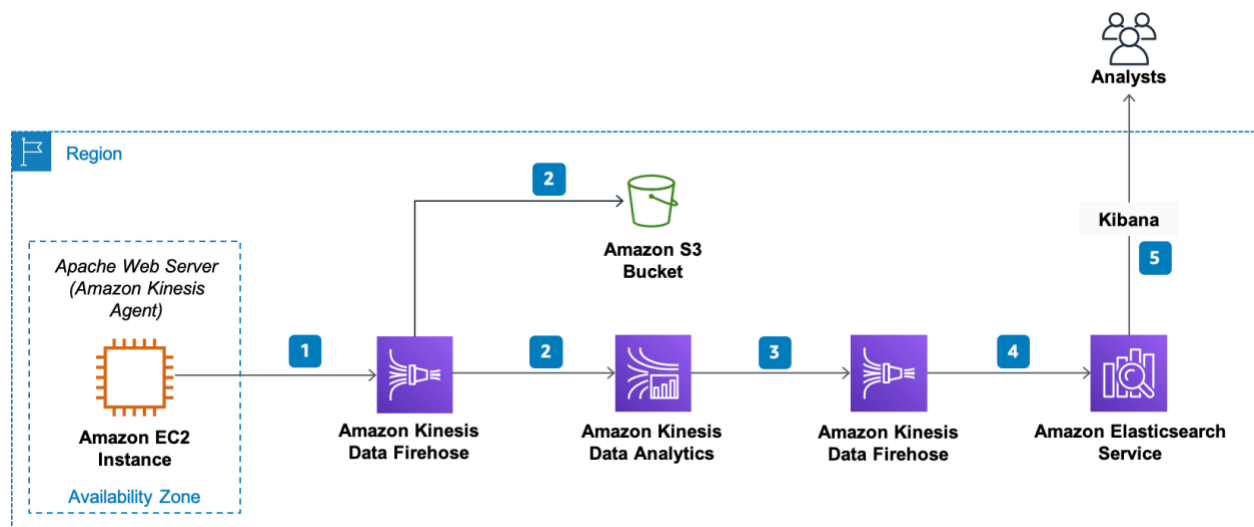 Analysts
Region
2
Kibana
Amazon S3
Bucket
5
Apache Web Server
(Amazon Kinesis
Agent)
1
2
3
4
Amazon EC2
Instance
Amazon Kinesis
Data Firehose
Amazon Kinesis
Data Analytics
Amazon Kinesis
Data Firehose
Amazon Elasticsearch
Service
Availability Zone